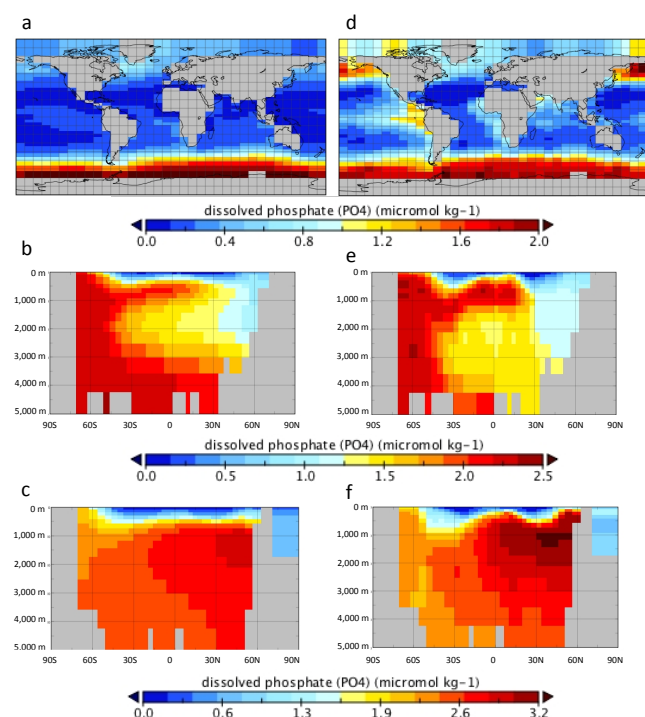 a
d
dissolved phosphate (PO4) (micromol kg−1)
0.0 0.4 0.8 1.2 1.6 2.0
b
e
0 m
1,000 m
2,000 m
3,000 m
4,000 m
5,000 m
90S 60S 30S 0 30N 60N 90N
0 m
1,000 m
2,000 m
3,000 m
4,000 m
5,000 m
90S 60S 30S 0 30N 60N 90N
dissolved phosphate (PO4) (micromol kg−1)
0.0 0.5 1.0 1.5 2.0 2.5
c
f
0 m
1,000 m
2,000 m
3,000 m
4,000 m
5.000 m
90S 60S 30S 0 30N 60N 90N
0 m
1,000 m
2,000 m
3,000 m
4,000 m
5,000 m
90S 60S 30S 0 30N 60N 90N
dissolved phosphate (PO4) (micromol kg−1)
0.0 0.6 1.3 1.9 2.6 3.2